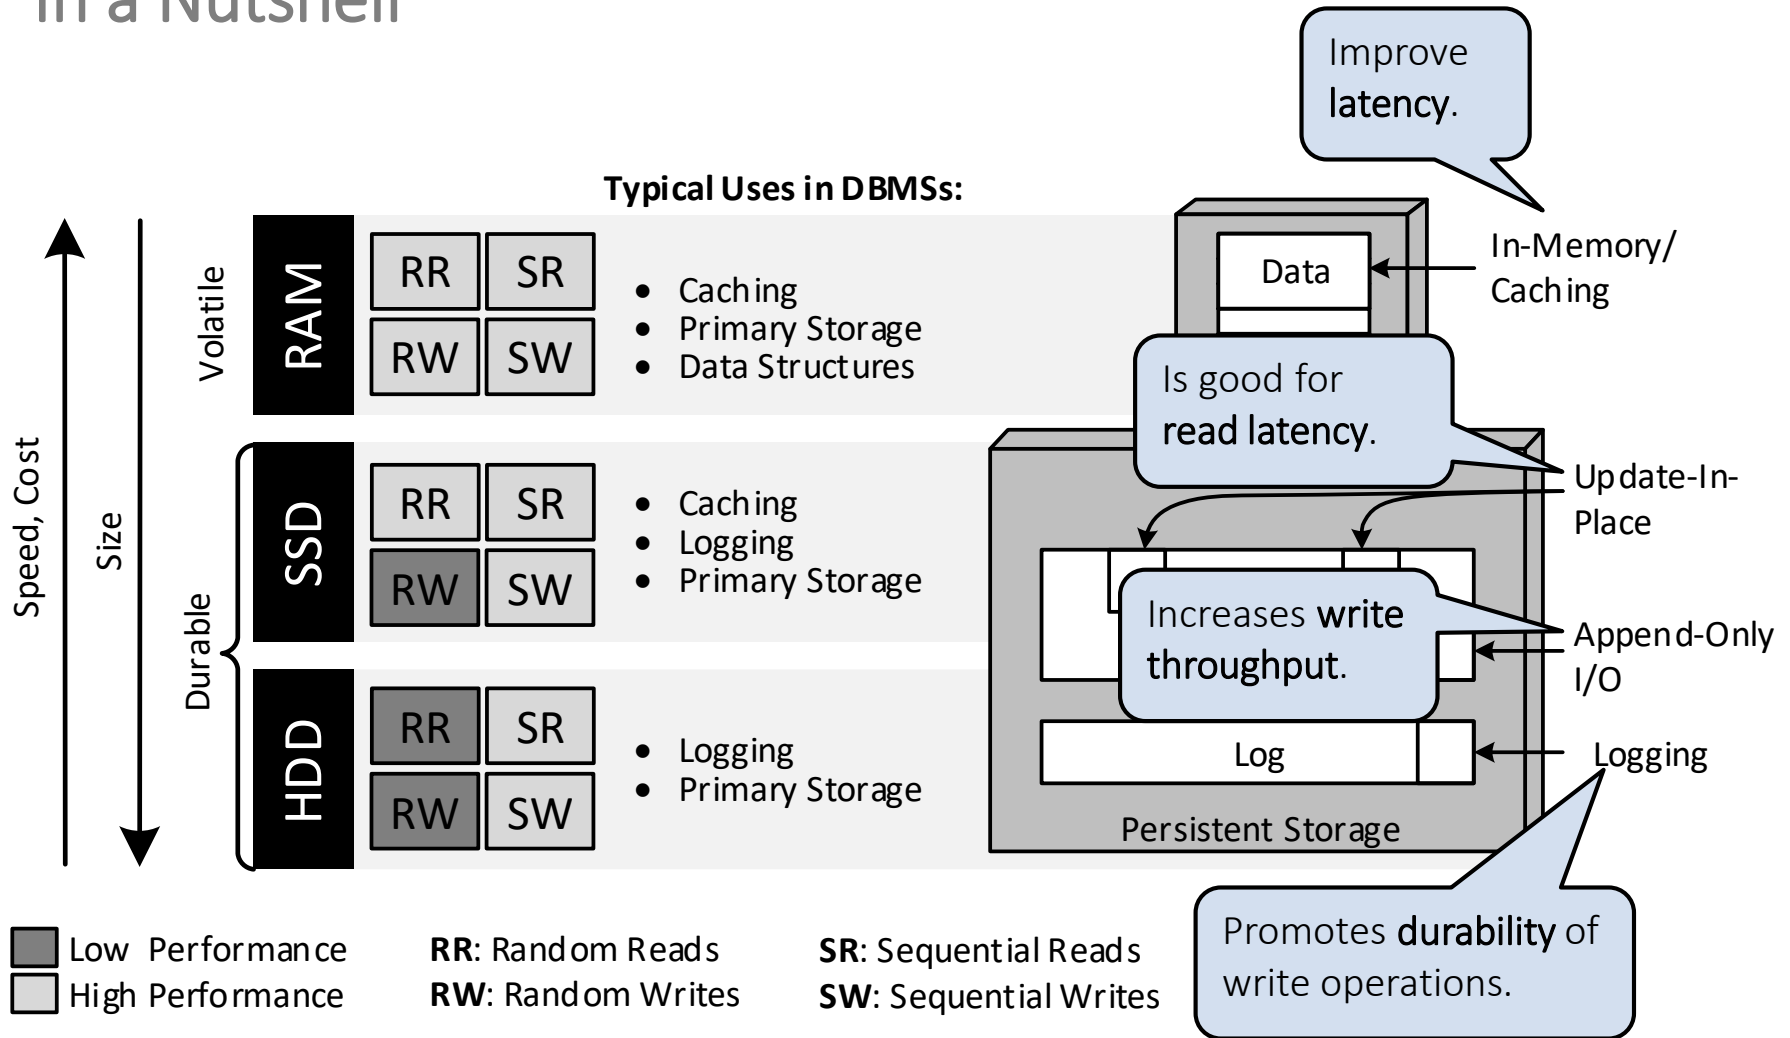 In a Nutshell
Improve
latency.
Typical Uses in DBMSs:
Speed, Cost
Size
Volatile
RAM
RR
SR
RW
SW
• Caching
• Primary Storage
• Data Structures
Data
In-Memory/
Caching
Is good for
read latency.
Durable
SSD
RR
SR
RW
SW
• Caching
• Logging
• Primary Storage
Update-In-
Place
Increases write
throughput.
Append-Only
I/O
HDD
RR
SR
RW
SW
• Logging
• Primary Storage
Log
Logging
Persistent Storage
Promotes durability of
write operations.
Low Performance
High Performance
RR: Random Reads
RW: Random Writes
SR: Sequential Reads
SW: Sequential Writes